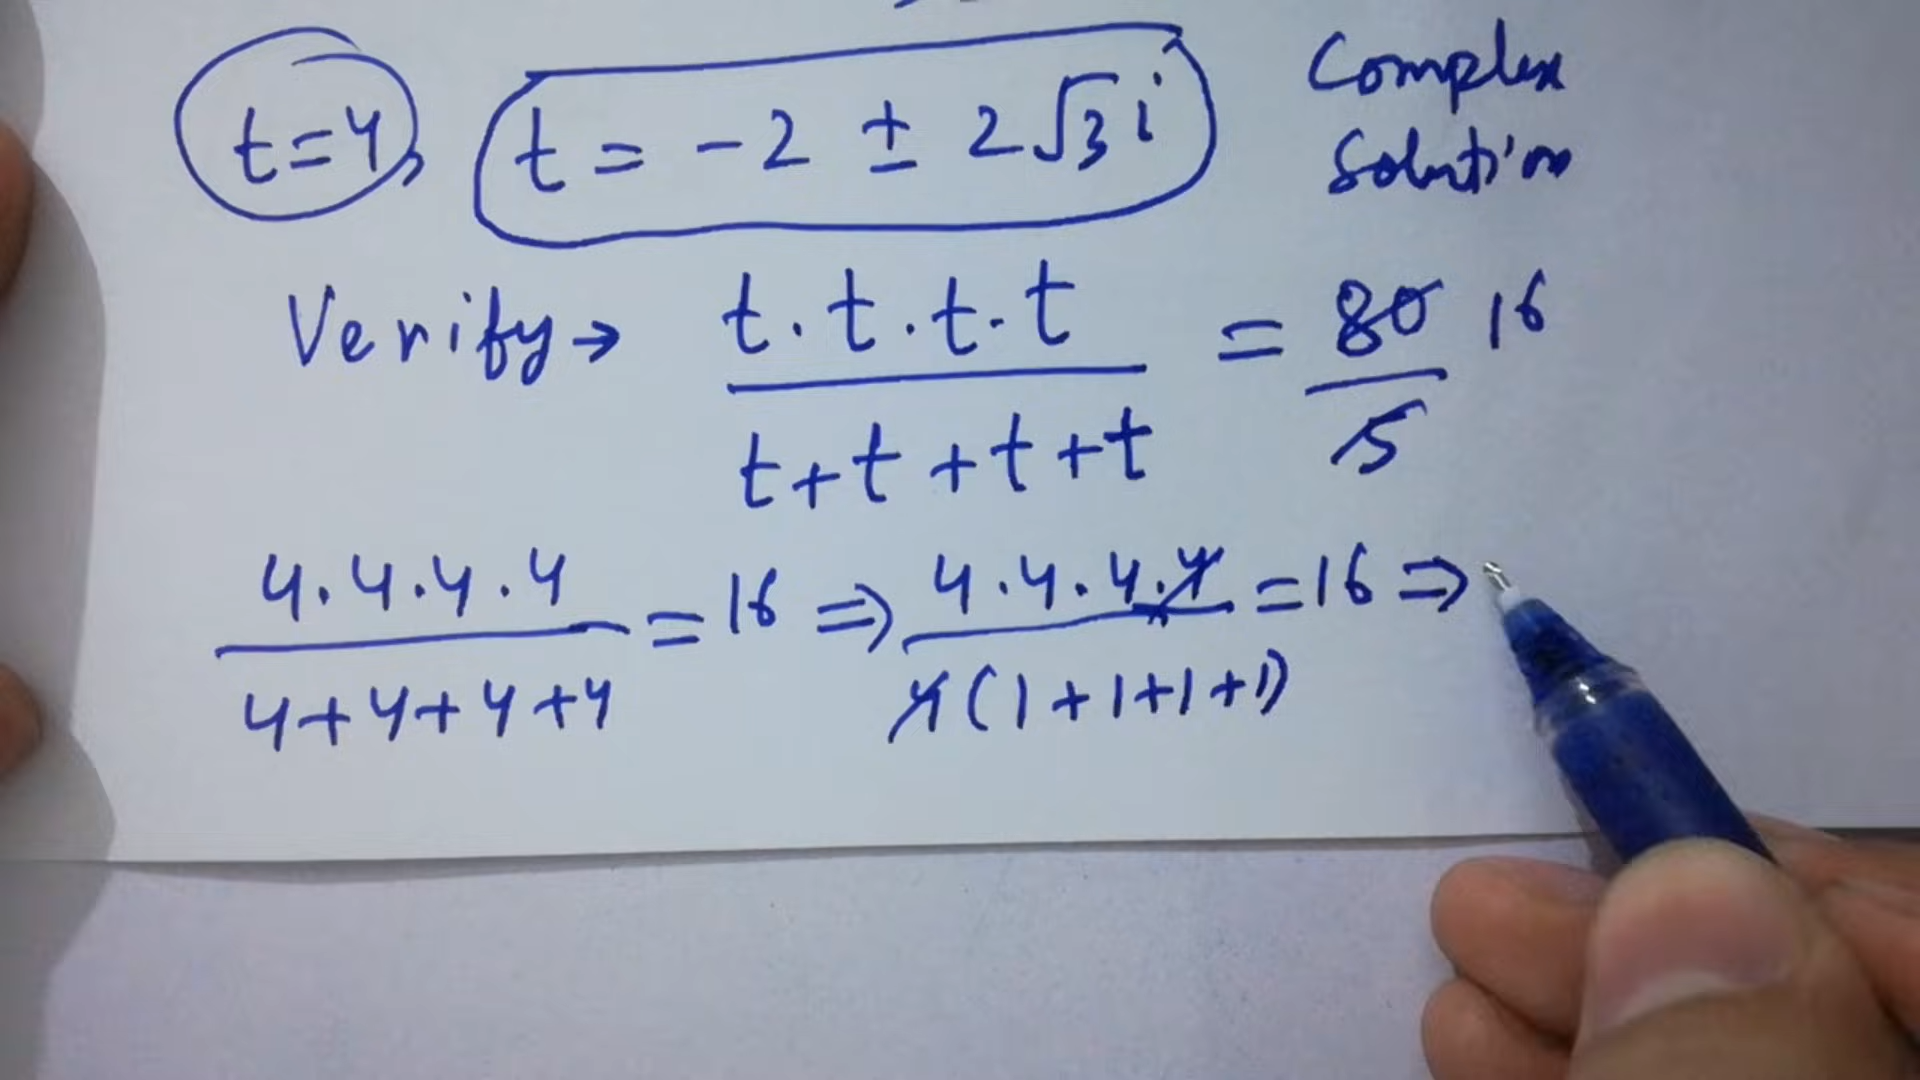 t=4, t = -2 ± 2√3 i Complex
Solution
Verify → t.t.t.t / t+t+t+t = 80/5 16
4.4.4.4 / 4+4+4+4 = 16 ⇒ 4.4.4.4 / 4(1+1+1+1) = 16 ⇒